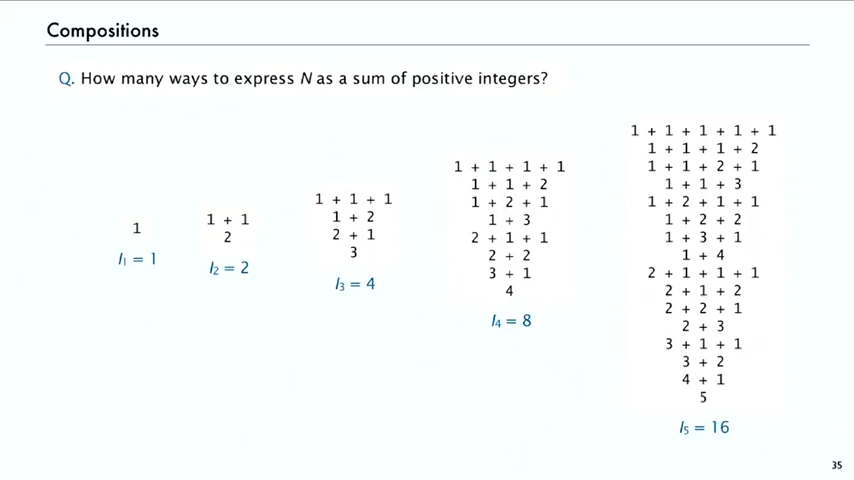 Compositions
Q. How many ways to express N as a sum of positive integers?
1
I1 = 1
1 + 1
2
I2 = 2
1 + 1 + 1
1 + 2
2 + 1
3
I3 = 4
1 + 1 + 1 + 1
1 + 1 + 2
1 + 2 + 1
1 + 3
2 + 1 + 1
2 + 2
3 + 1
4
I4 = 8
1 + 1 + 1 + 1 + 1
1 + 1 + 1 + 2
1 + 1 + 2 + 1
1 + 1 + 3
1 + 2 + 1 + 1
1 + 2 + 2
1 + 3 + 1
1 + 4
2 + 1 + 1 + 1
2 + 1 + 2
2 + 2 + 1
2 + 3
3 + 1 + 1
3 + 2
4 + 1
5
I5 = 16
35